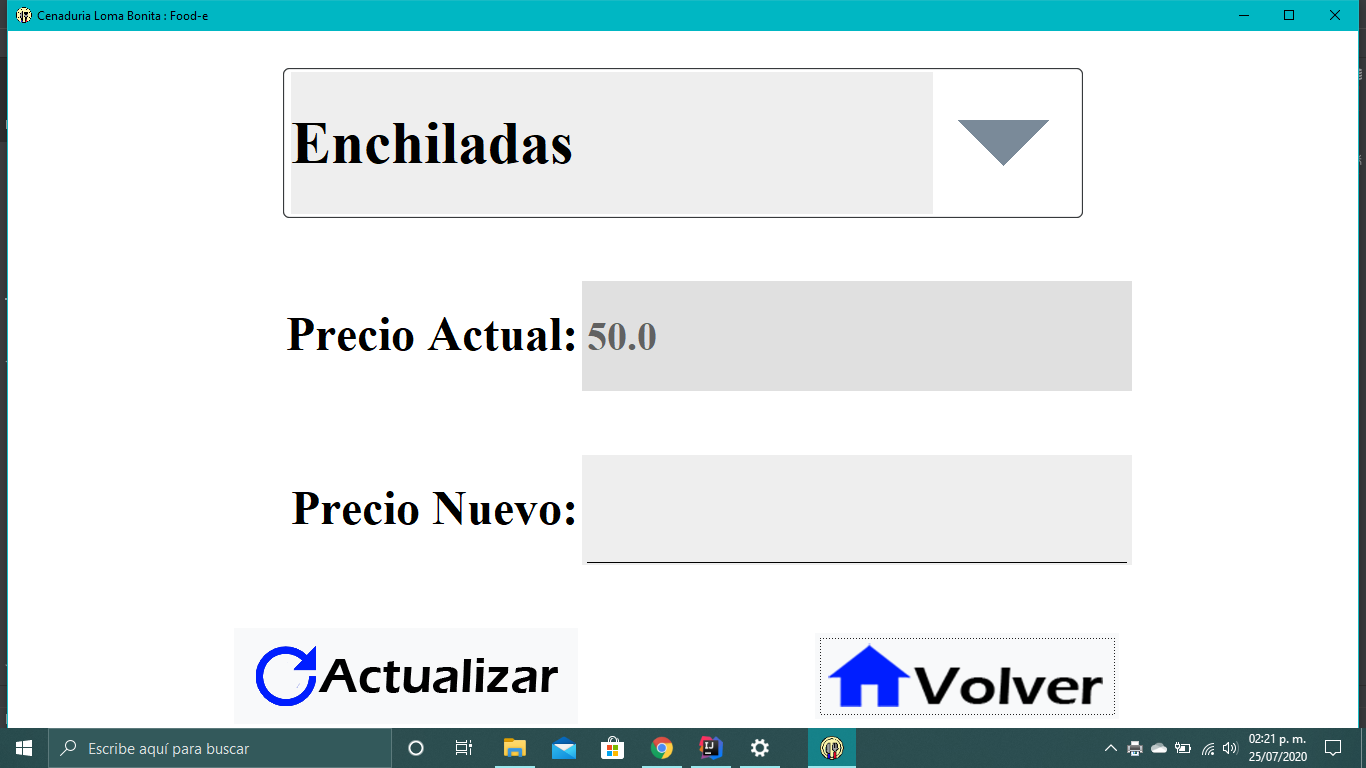 Cenaduria Loma Bonita : Food-e
Enchiladas
Precio Actual: 50.0
Precio Nuevo:
Actualizar
Volver
Escribe aquí para buscar
02:21 p. m.
25/07/2020